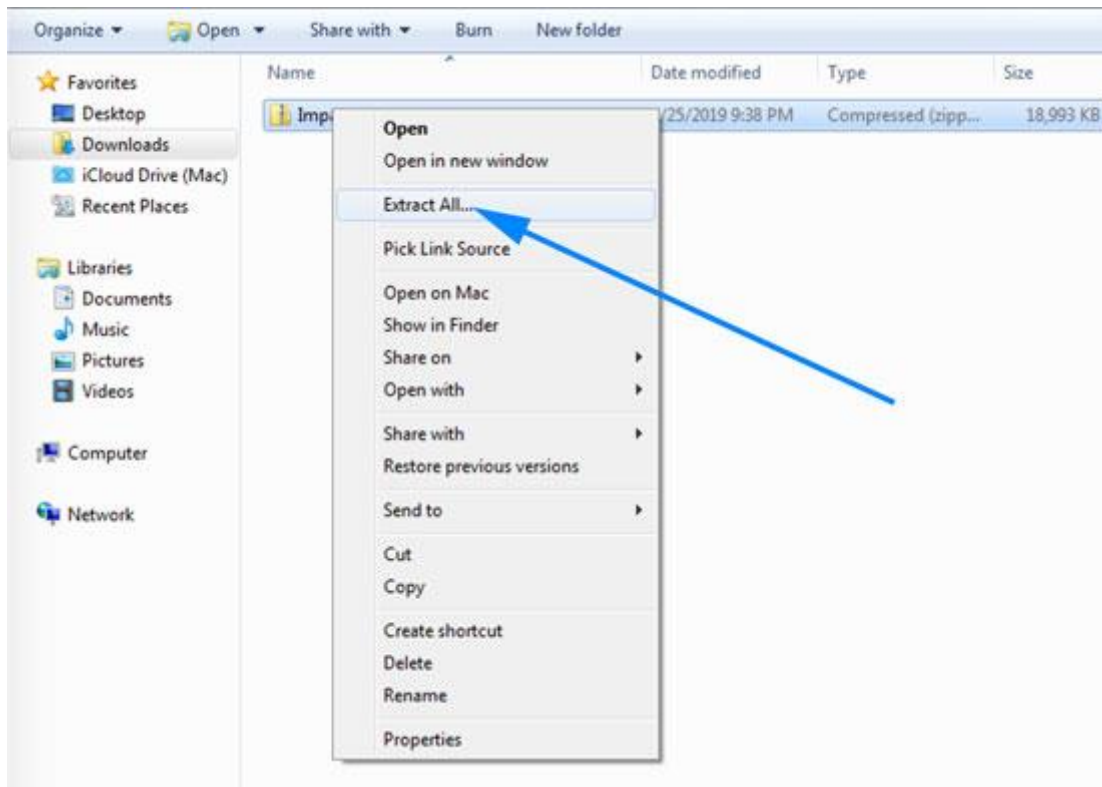 Organize Open Share with Burn New folder
Favorites
Desktop
Downloads
iCloud Drive (Mac)
Recent Places
Libraries
Documents
Music
Pictures
Videos
Computer
Network
Name Date modified Type Size
/25/2019 9:38 PM Compressed (zipp... 18,993 KB
Open
Open in new window
Extract All...
Pick Link Source
Open on Mac
Show in Finder
Share on
Open with
Share with
Restore previous versions
Send to
Cut
Copy
Create shortcut
Delete
Rename
Properties